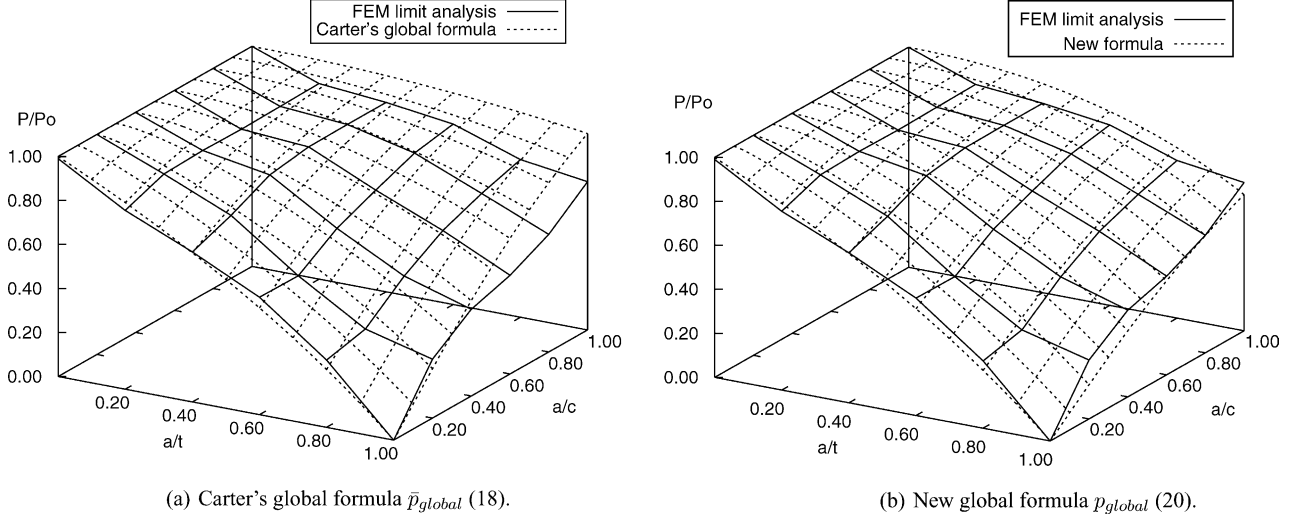 FEM limit analysis
Carter's global formula
P/Po
1.00
0.80
0.60
0.40
0.20
0.00
0.20
0.40
0.60
0.80
1.00
a/t
0.20
0.40
0.60
0.80
1.00
a/c
(a) Carter's global formula p̄global (18).
FEM limit analysis
New formula
P/Po
1.00
0.80
0.60
0.40
0.20
0.00
0.20
0.40
0.60
0.80
1.00
a/t
0.20
0.40
0.60
0.80
1.00
a/c
(b) New global formula pglobal (20).